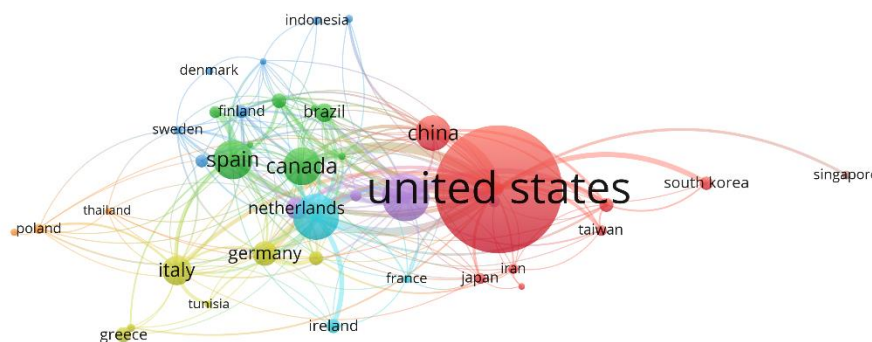 indonesia
denmark
finland
brazil
sweden
china
spain
canada
united states
south korea
singapore
thailand
netherlands
poland
taiwan
germany
italy
iran
japan
france
tunisia
ireland
greece